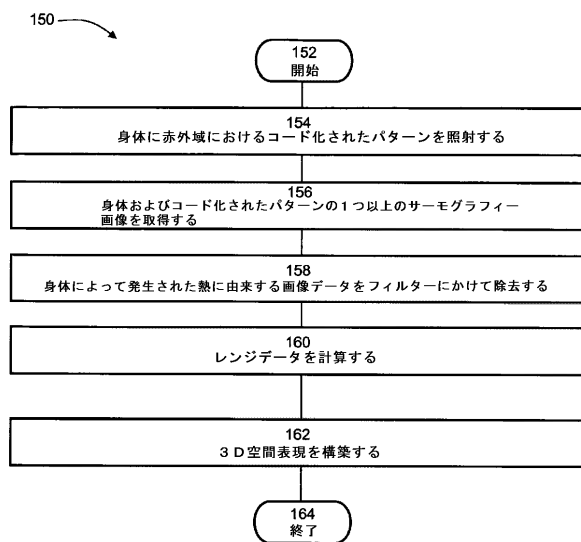 150
152
開始
154
身体に赤外域におけるコード化されたパターンを照射する
156
身体およびコード化されたパターンの1つ以上のサーモグラフィー
画像を取得する
158
身体によって発生された熱に由来する画像データをフィルターにかけて除去する
160
レンジデータを計算する
162
3D空間表現を構築する
164
終了